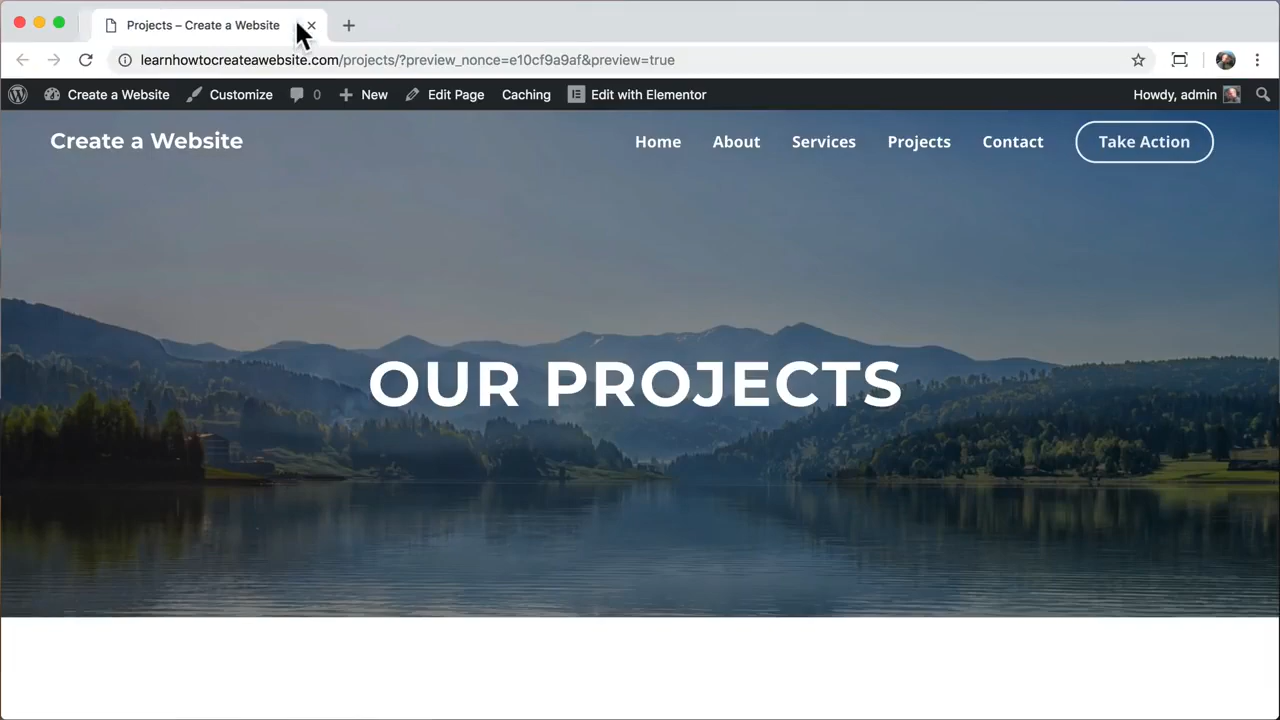 Projects – Create a Website
learnhowtocreateawebsite.com/projects/?preview_nonce=e10cf9a9af&preview=true
Create a Website Customize 0 New Edit Page Caching Edit with Elementor Howdy, admin
Create a Website Home About Services Projects Contact Take Action
OUR PROJECTS